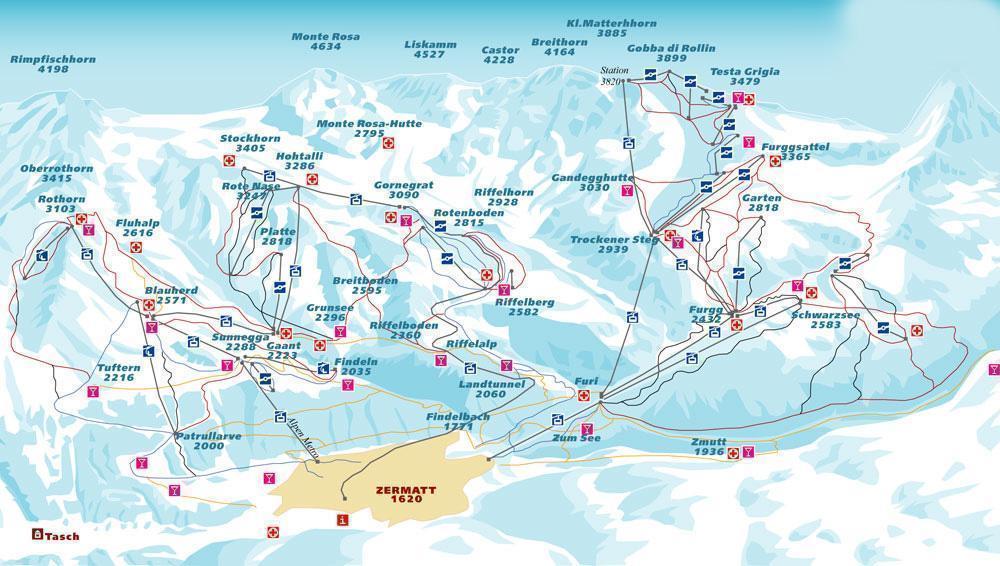 Kl.Matterhhorn
3885
Monte Rosa
4634
Liskamm
4527
Castor
4228
Breithorn
4164
Gobba di Rollin
3899
Rimpfischhorn
4198
Station
3820
Testa Grigia
3479
Monte Rosa-Hutte
2795
Stockhorn
3405
Hohtalli
3286
Furggsattel
3365
Oberrothorn
3415
Rote Nase
3247
Gornegrat
3090
Riffelhorn
2928
Gandegghutte
3030
Rothorn
3103
Fluhalp
2616
Platte
2818
Rotenboden
2815
Garten
2818
Trockener Steg
2939
Breitboden
2595
Blauherd
2571
Grunsee
2296
Riffelberg
2582
Furgg
2432
Schwarzsee
2583
Riffelboden
2360
Sunnegga
2288
Gaant
2223
Riffelalp
Tuftern
2216
Findeln
2035
Landtunnel
2060
Furi
Findelbach
1771
Patrullarve
2000
Alpen Metro
Zum See
Zmutt
1936
ZERMATT
1620
i
Tasch